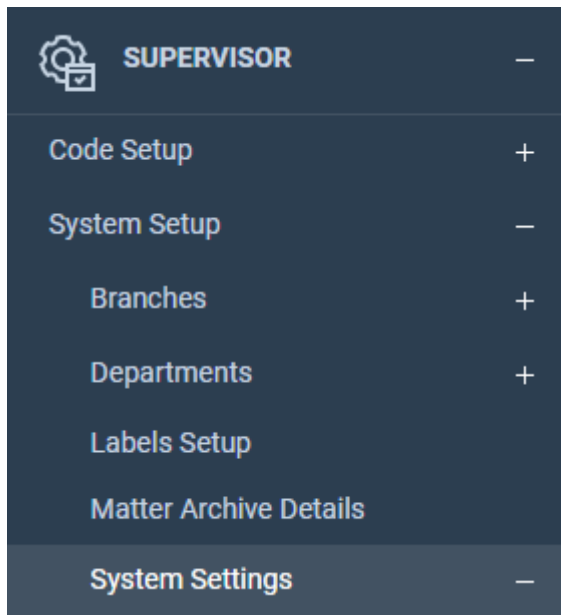 SUPERVISOR –
Code Setup +
System Setup –
Branches +
Departments +
Labels Setup
Matter Archive Details
System Settings –